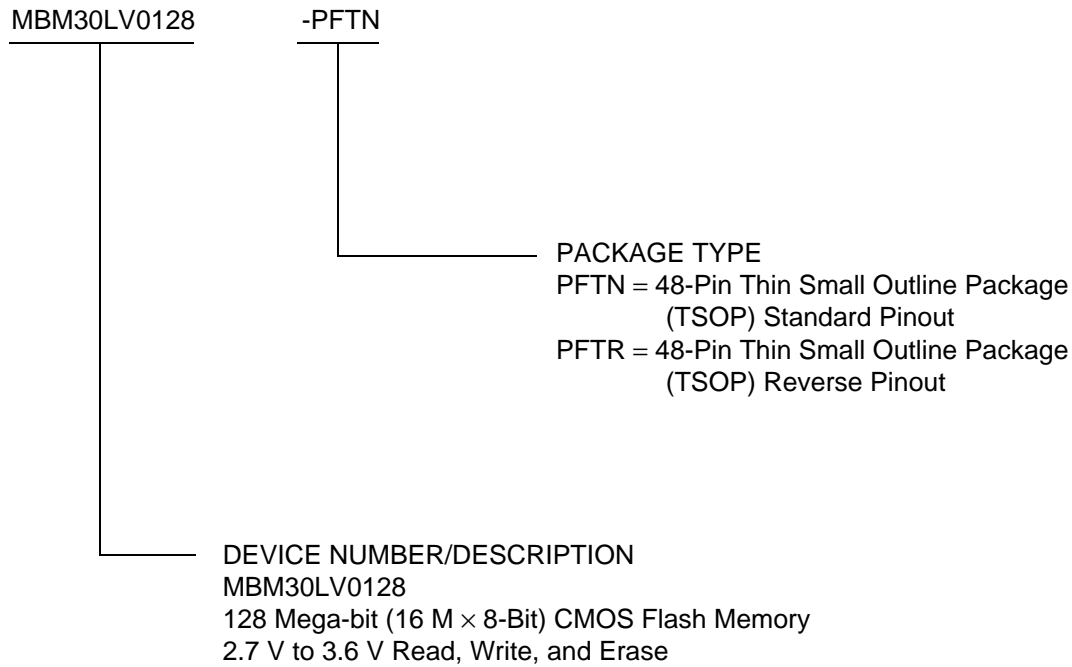 MBM30LV0128 -PFTN
PACKAGE TYPE
PFTN = 48-Pin Thin Small Outline Package
(TSOP) Standard Pinout
PFTR = 48-Pin Thin Small Outline Package
(TSOP) Reverse Pinout
DEVICE NUMBER/DESCRIPTION
MBM30LV0128
128 Mega-bit (16 M × 8-Bit) CMOS Flash Memory
2.7 V to 3.6 V Read, Write, and Erase